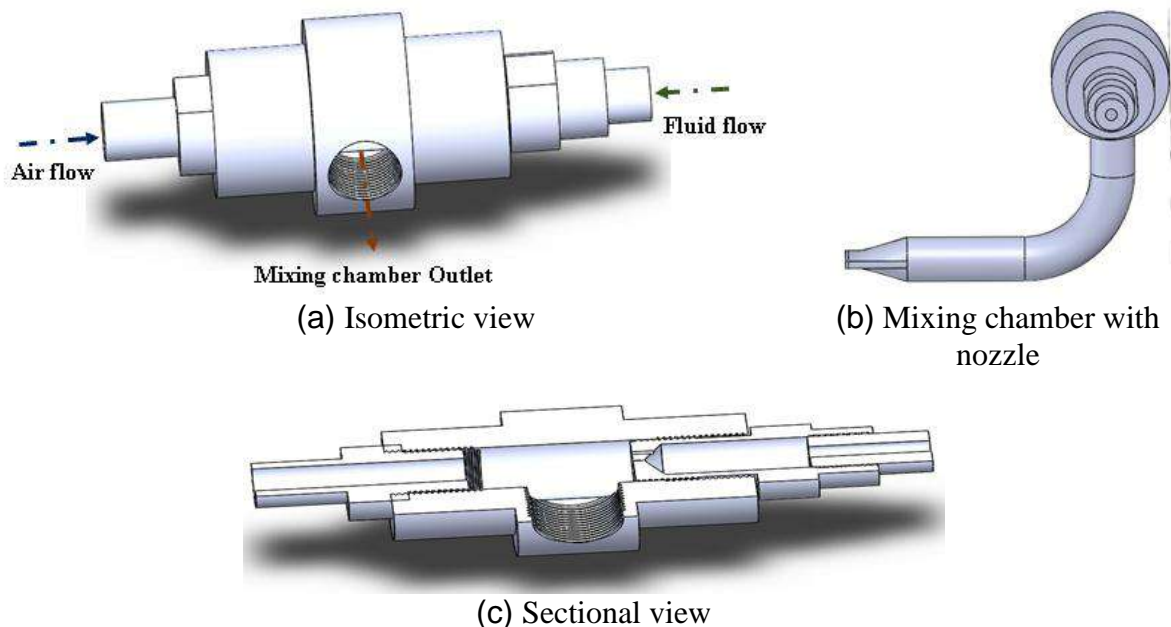 Air flow
Fluid flow
Mixing chamber Outlet
(a) Isometric view
(b) Mixing chamber with
nozzle
(c) Sectional view